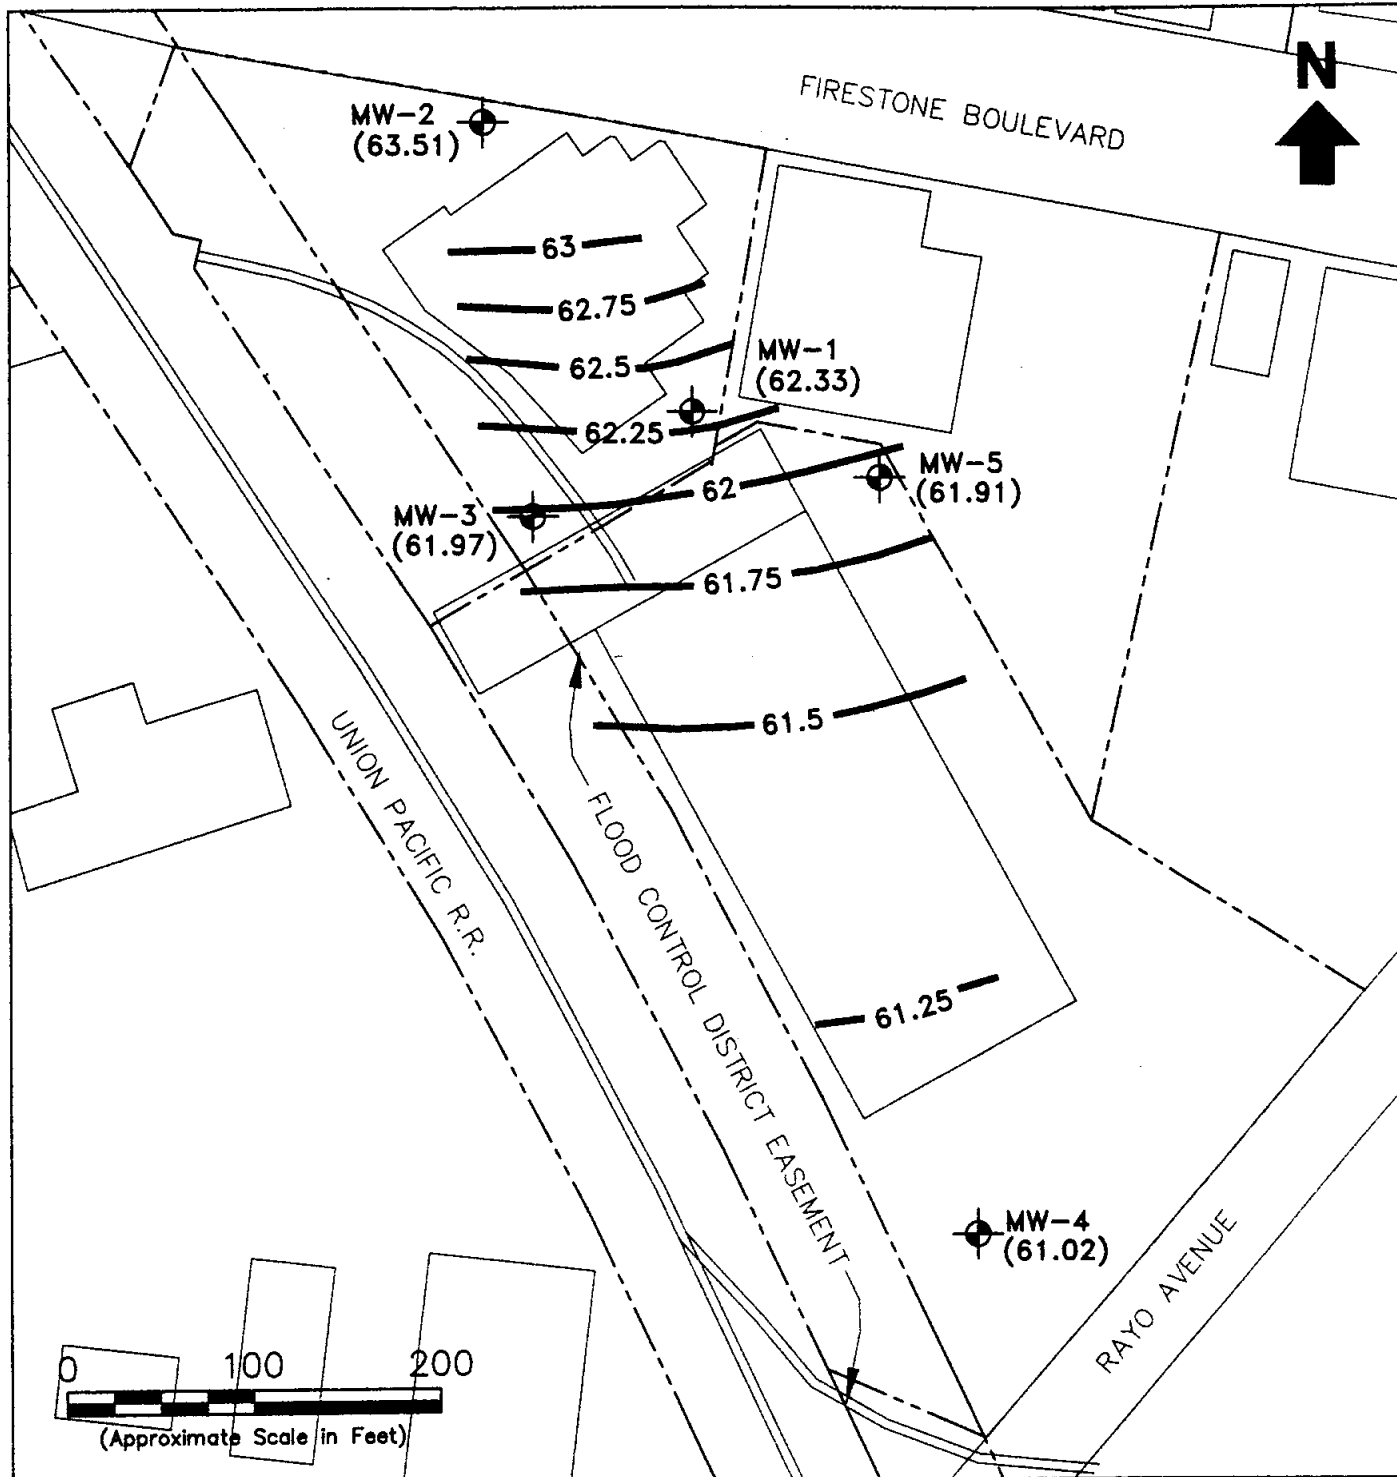 N
FIRESTONE BOULEVARD
MW-2
(63.51)
63
62.75
62.5
MW-1
(62.33)
62.25
MW-5
(61.91)
62
MW-3
(61.97)
61.75
61.5
UNION PACIFIC R.R.
FLOOD CONTROL DISTRICT EASEMENT
61.25
MW-4
(61.02)
RAYO AVENUE
0 100 200
(Approximate Scale in Feet)